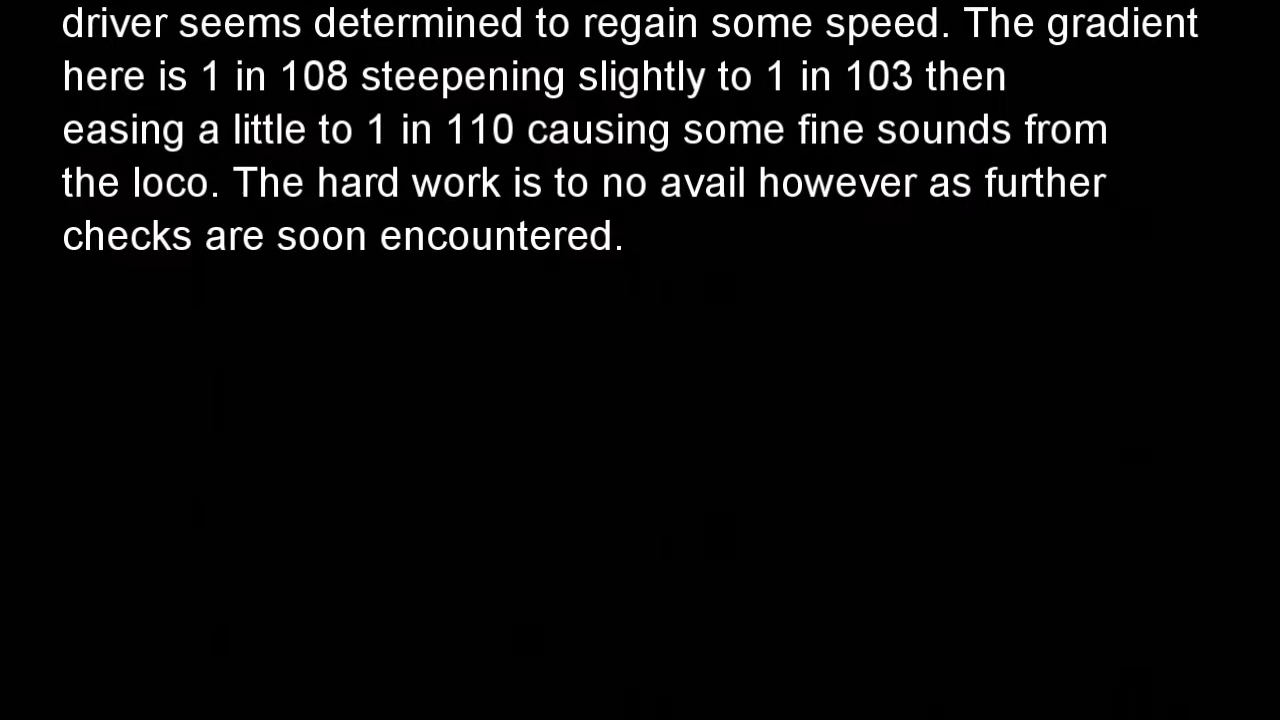 driver seems determined to regain some speed. The gradient
here is 1 in 108 steepening slightly to 1 in 103 then
easing a little to 1 in 110 causing some fine sounds from
the loco. The hard work is to no avail however as further
checks are soon encountered.